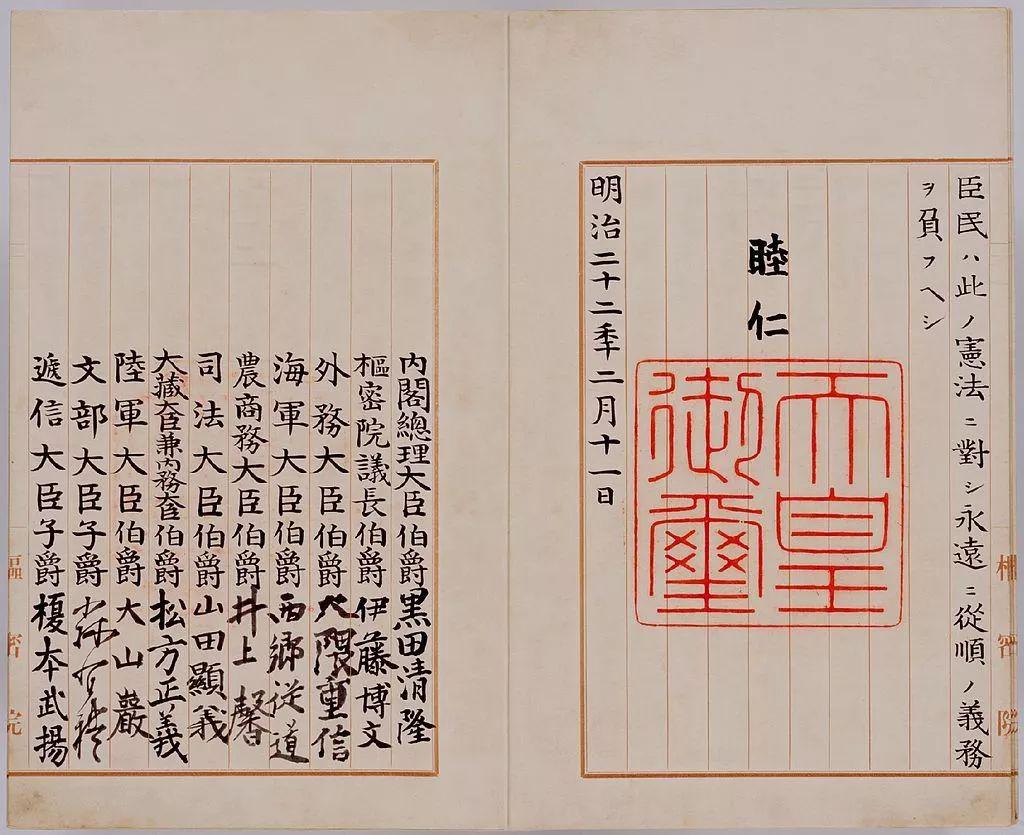 臣民ハ此ノ憲法ニ對シ永遠ニ從順ノ義務
ヲ負フヘシ
睦仁
天皇
御璽
明治二十二年二月十一日
內閣總理大臣伯爵黑田清隆
樞密院議長伯爵伊藤博文
外務大臣伯爵大隈重信
海軍大臣伯爵西鄉從道
農商務大臣伯爵井上馨
司法大臣伯爵山田顯義
大藏大臣兼內務大臣伯爵松方正義
陸軍大臣伯爵大山巖
文部大臣子爵森有禮
遞信大臣子爵榎本武揚
樞密院
樞密院